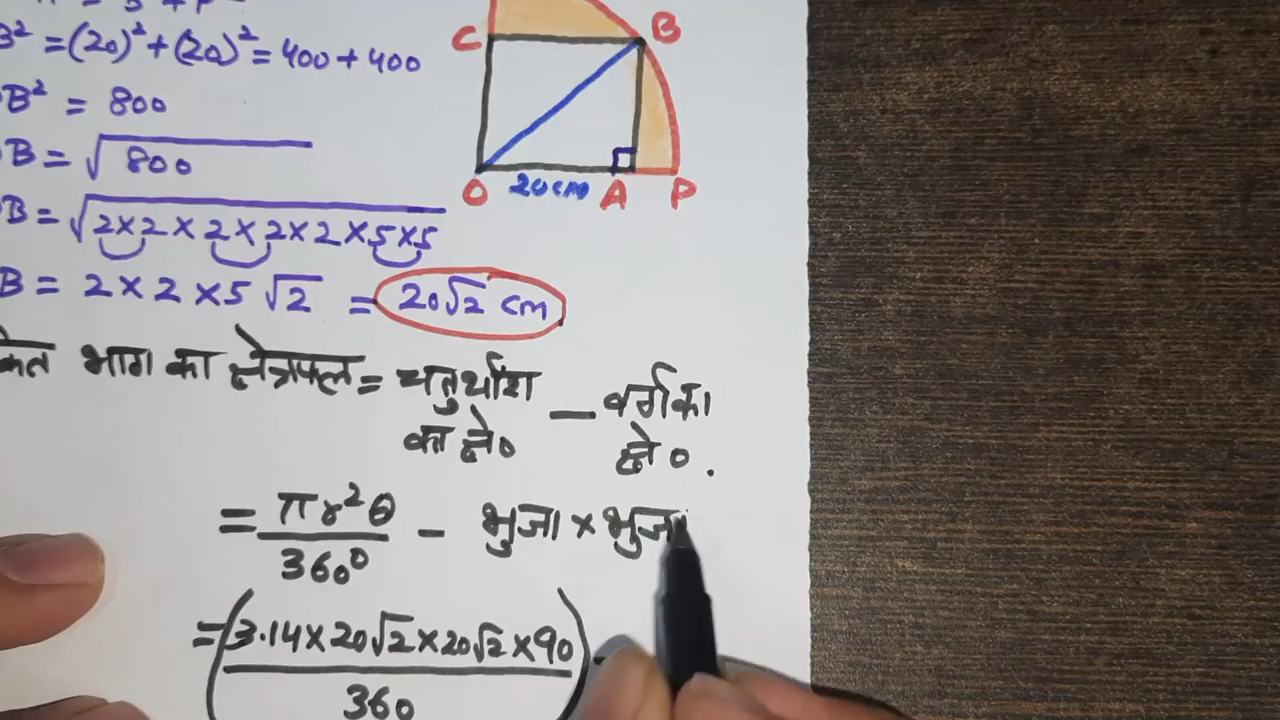 B² = (20)² + (20)² = 400 + 400
B² = 800
B = √800
B = √2×2×2×2×2×5×5
B = 2×2×5√2 = 20√2 cm
C
B
O
20cm
A
P
भाग का क्षेत्रफल = चतुर्थांश – वर्ग का
का क्षे० क्षे० .
= πr²θ / 360⁰ – भुजा × भुजा
= (3.14×20√2×20√2×90 / 360) –